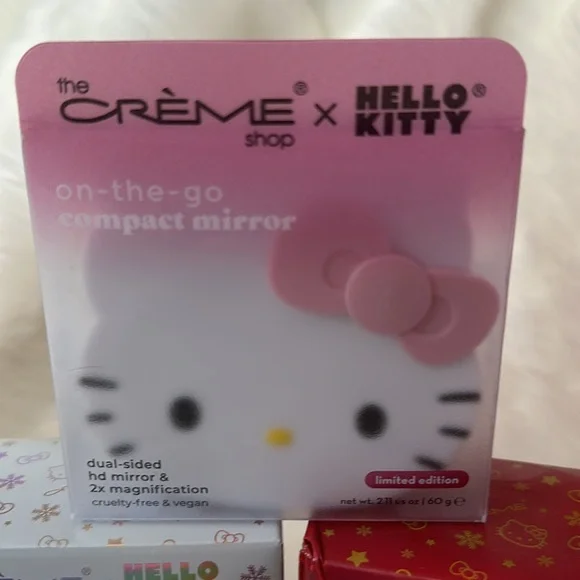 the
CRÈME® x HELLO® KITTY
shop
on-the-go
compact mirror
dual-sided
hd mirror &
2x magnification
cruelty-free & vegan
limited edition
net wt. 2.11 us oz / 60 g ℮
HELLO